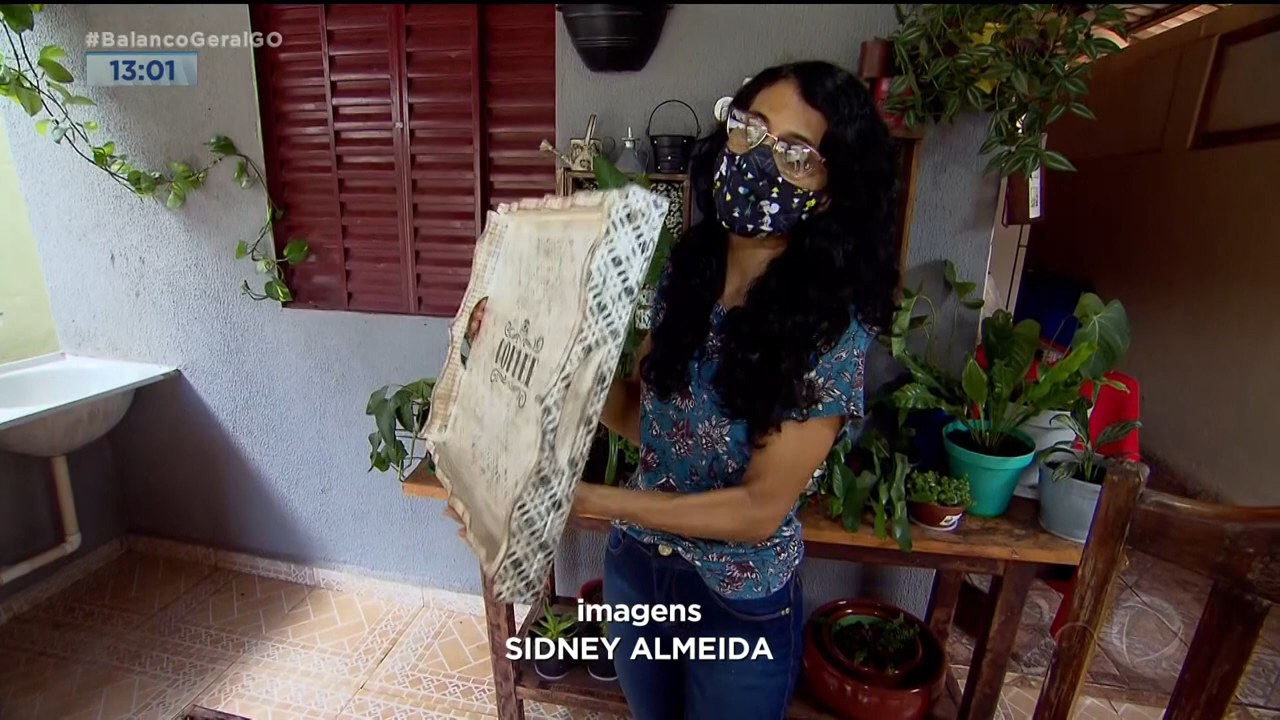 #BalancoGeralGO
13:01
COFFEE
imagens
SIDNEY ALMEIDA